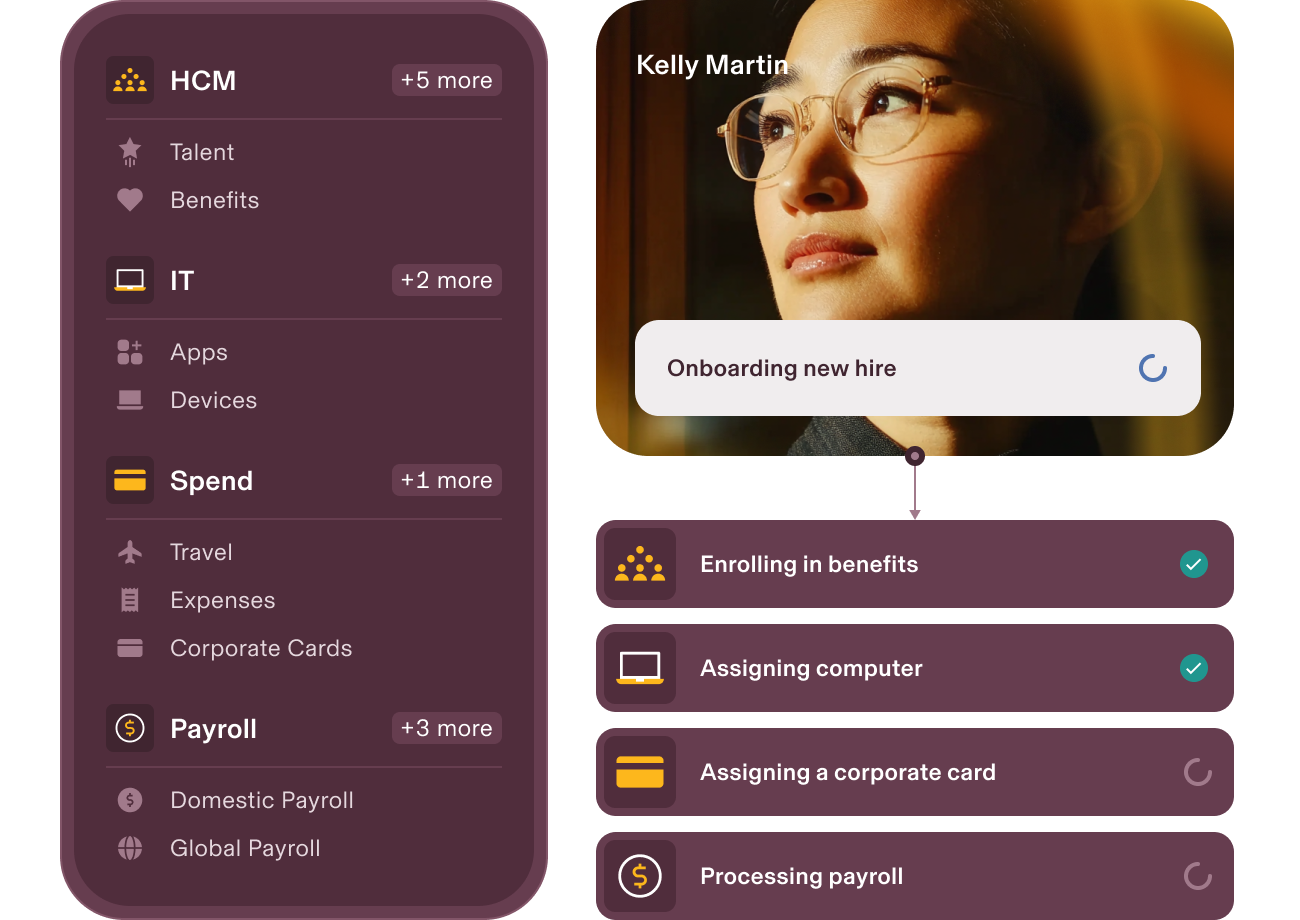 HCM
+5 more
Talent
Benefits
IT
+2 more
Apps
Devices
Spend
+1 more
Travel
Expenses
Corporate Cards
Payroll
+3 more
Domestic Payroll
Global Payroll
Kelly Martin
Onboarding new hire
Enrolling in benefits
Assigning computer
Assigning a corporate card
Processing payroll